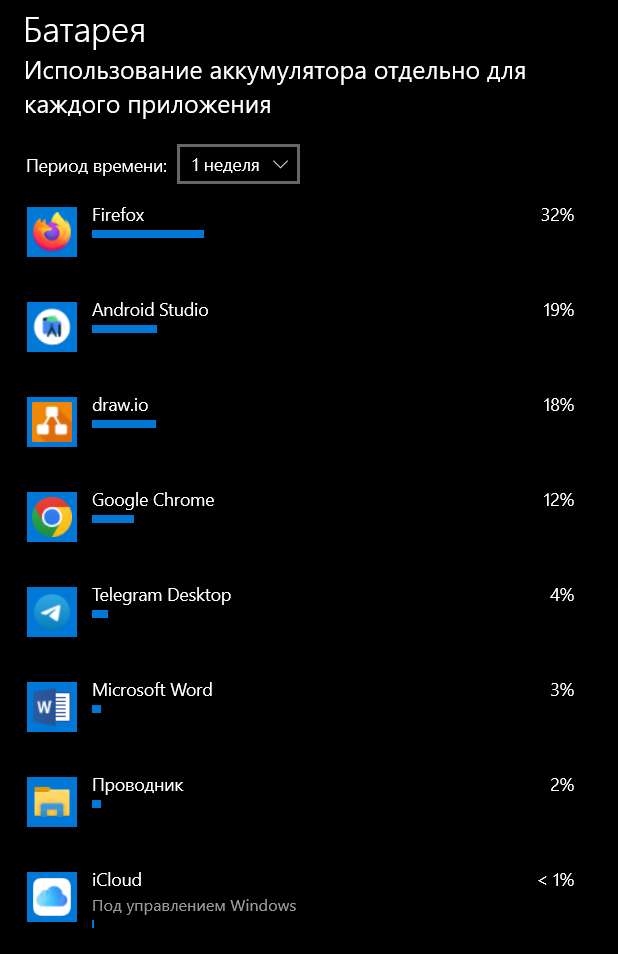 Батарея
Использование аккумулятора отдельно для
каждого приложения
Период времени: 1 неделя
Firefox 32%
Android Studio 19%
draw.io 18%
Google Chrome 12%
Telegram Desktop 4%
Microsoft Word 3%
W
Проводник 2%
iCloud < 1%
Под управлением Windows